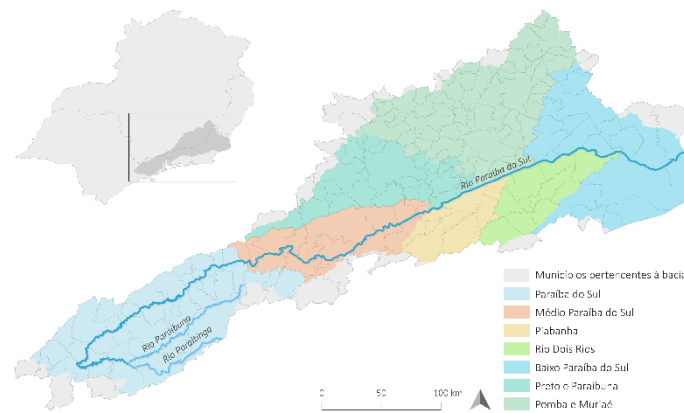 Rio Paraíba do Sul
Rio Paraibuna
Rio Paraitinga
Municípios pertencentes à bacia
Paraíba do Sul
Médio Paraíba do Sul
Piabanha
Rio Dois Rios
Baixo Paraíba do Sul
Preto e Paraibuna
Pomba e Muriaé
0 50 100 km